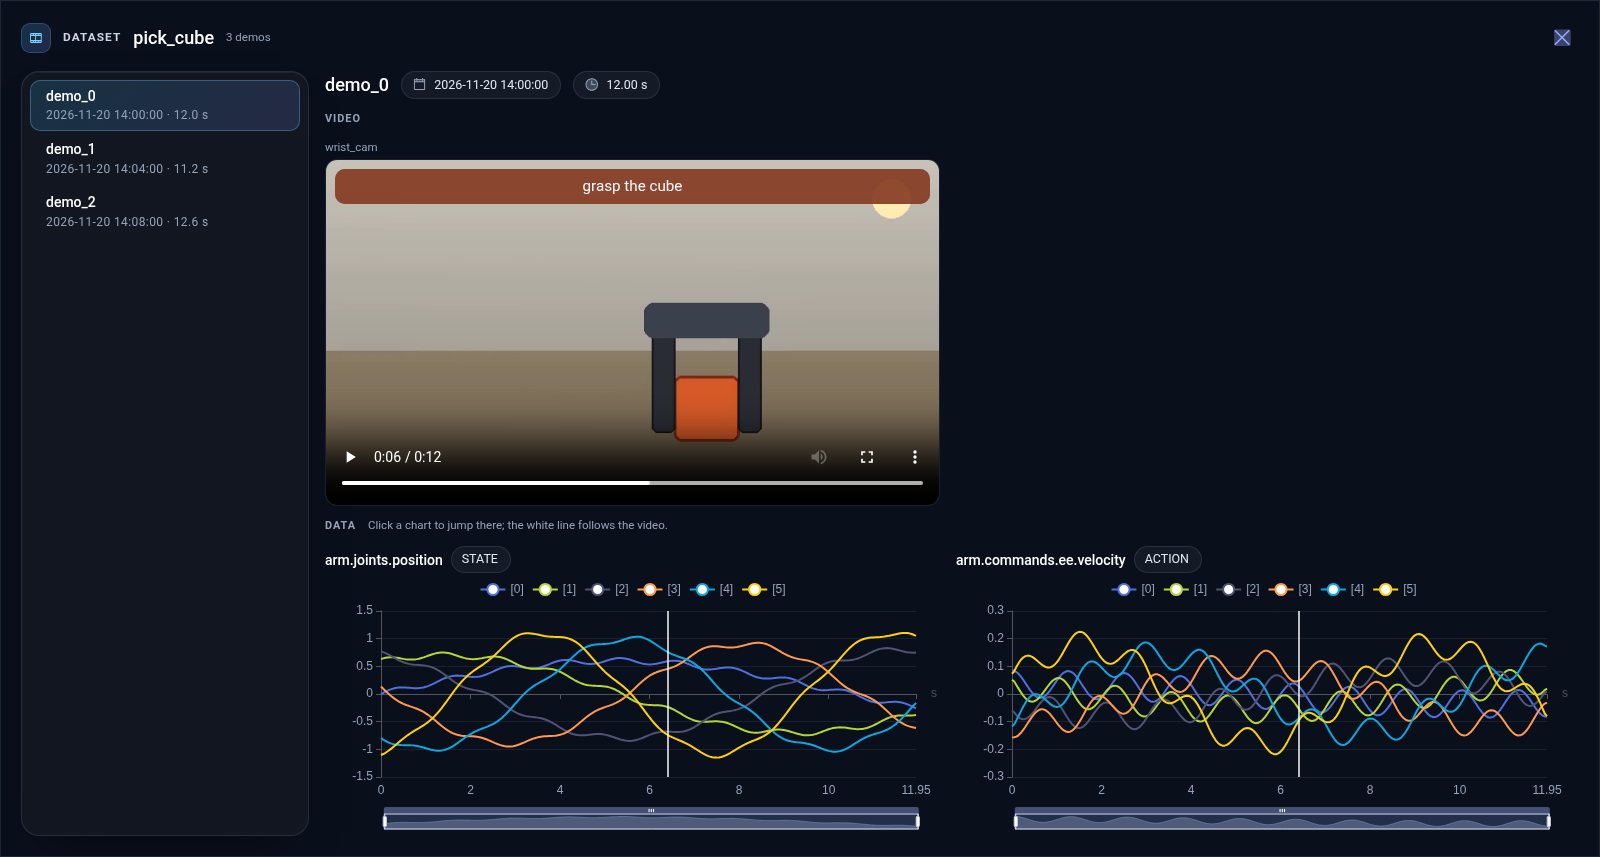 DATASET pick_cube 3 demos
demo_0
2026-11-20 14:00:00 · 12.0 s
demo_1
2026-11-20 14:04:00 · 11.2 s
demo_2
2026-11-20 14:08:00 · 12.6 s
demo_0 2026-11-20 14:00:00 12.00 s
VIDEO
wrist_cam
grasp the cube
0:06 / 0:12
DATA Click a chart to jump there; the white line follows the video.
arm.joints.position STATE
[0] [1] [2] [3] [4] [5]
1.5
1
0.5
0
-0.5
-1
-1.5
s
0 2 4 6 8 10 11.95
arm.commands.ee.velocity ACTION
[0] [1] [2] [3] [4] [5]
0.3
0.2
0.1
0
-0.1
-0.2
-0.3
s
0 2 4 6 8 10 11.95